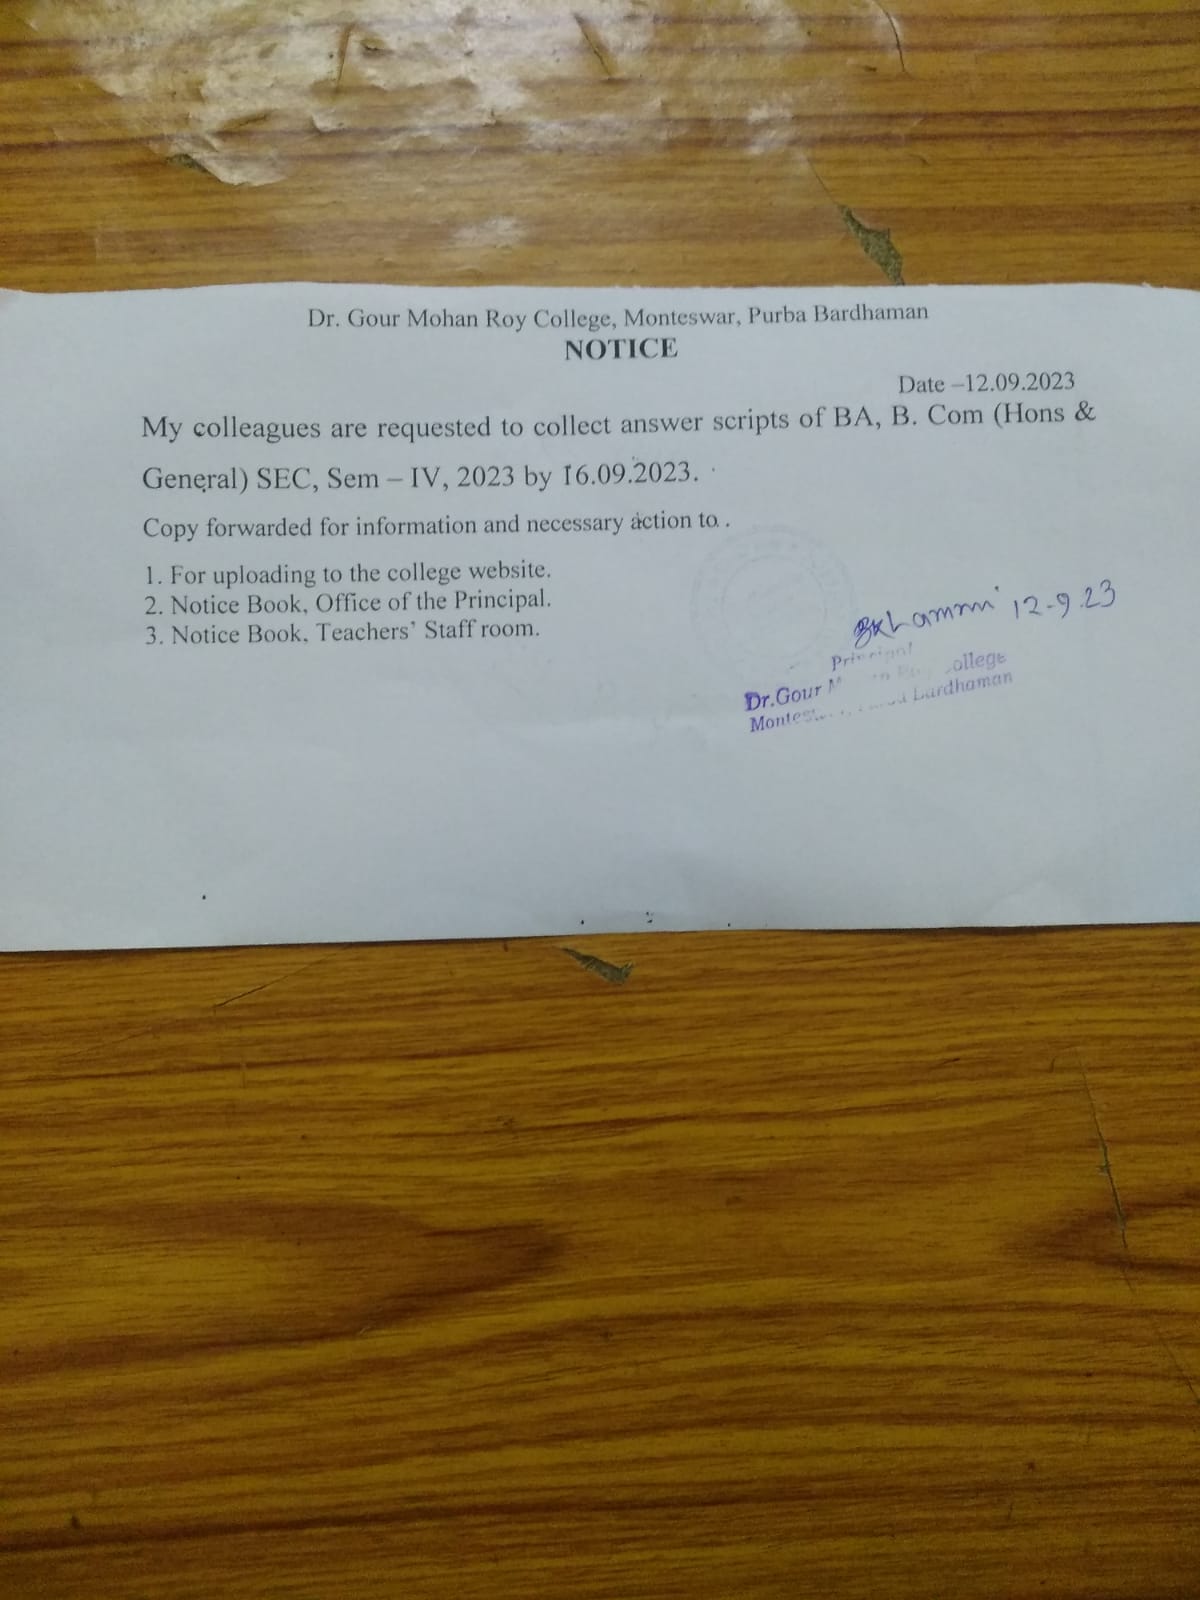 Dr. Gour Mohan Roy College, Monteswar, Purba Bardhaman
NOTICE
Date –12.09.2023
My colleagues are requested to collect answer scripts of BA, B. Com (Hons &
General) SEC, Sem – IV, 2023 by 16.09.2023.
Copy forwarded for information and necessary action to .
1. For uploading to the college website.
2. Notice Book, Office of the Principal.
3. Notice Book, Teachers’ Staff room.
12-9.23
Principal
Dr.Gour College
Bardhaman